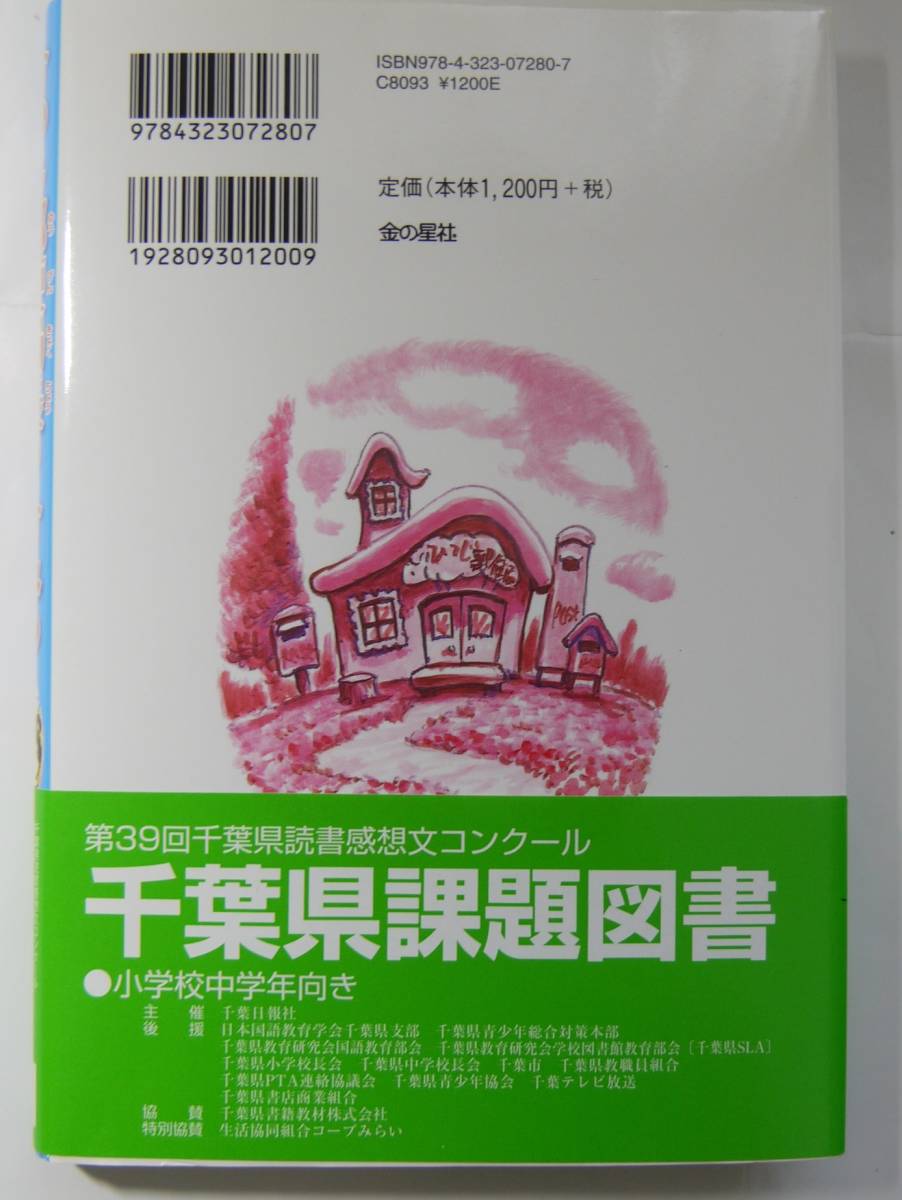 ISBN978-4-323-07280-7
C8093 ¥1200E
9784323072807
定価(本体1,200円+税)
1928093012009
金の星社
ひつじ郵便局
Post
第39回千葉県読書感想文コンクール
千葉県課題図書
●小学校中学年向き
主催 千葉日報社
後援 日本国語教育学会千葉県支部 千葉県青少年総合対策本部
千葉県教育研究会国語教育部会 千葉県教育研究会学校図書館教育部会〔千葉県SLA〕
千葉県小学校長会 千葉県中学校長会 千葉市 千葉県教職員組合
千葉県PTA連絡協議会 千葉県青少年協会 千葉テレビ放送
千葉県書店商業組合
協賛 千葉県書籍教材株式会社
特別協賛 生活協同組合コープみらい